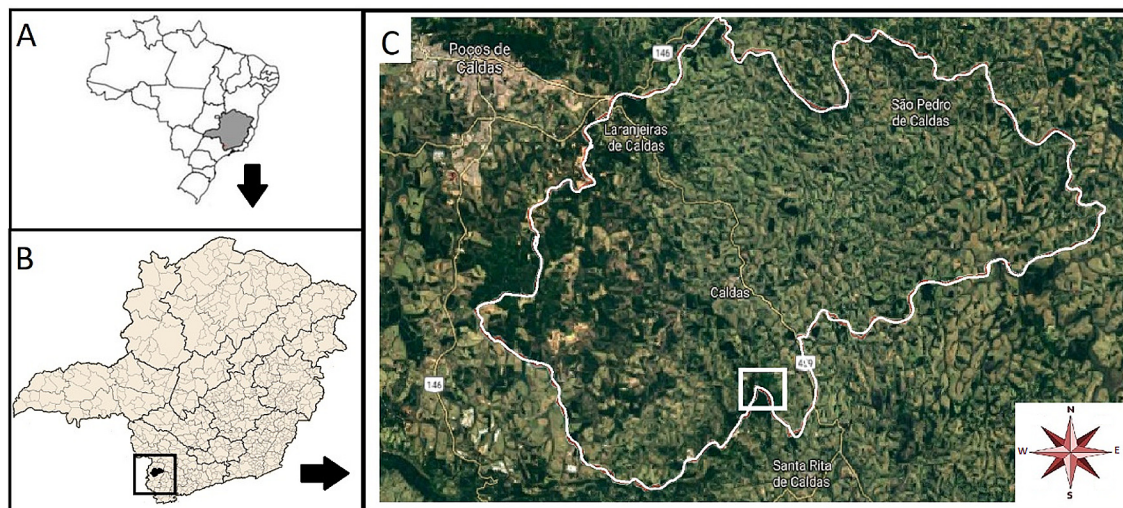 A
B
C
146
Poços de
Caldas
Laranjeiras
de Caldas
São Pedro
de Caldas
Caldas
459
146
Santa Rita
de Caldas
N
W
E
S